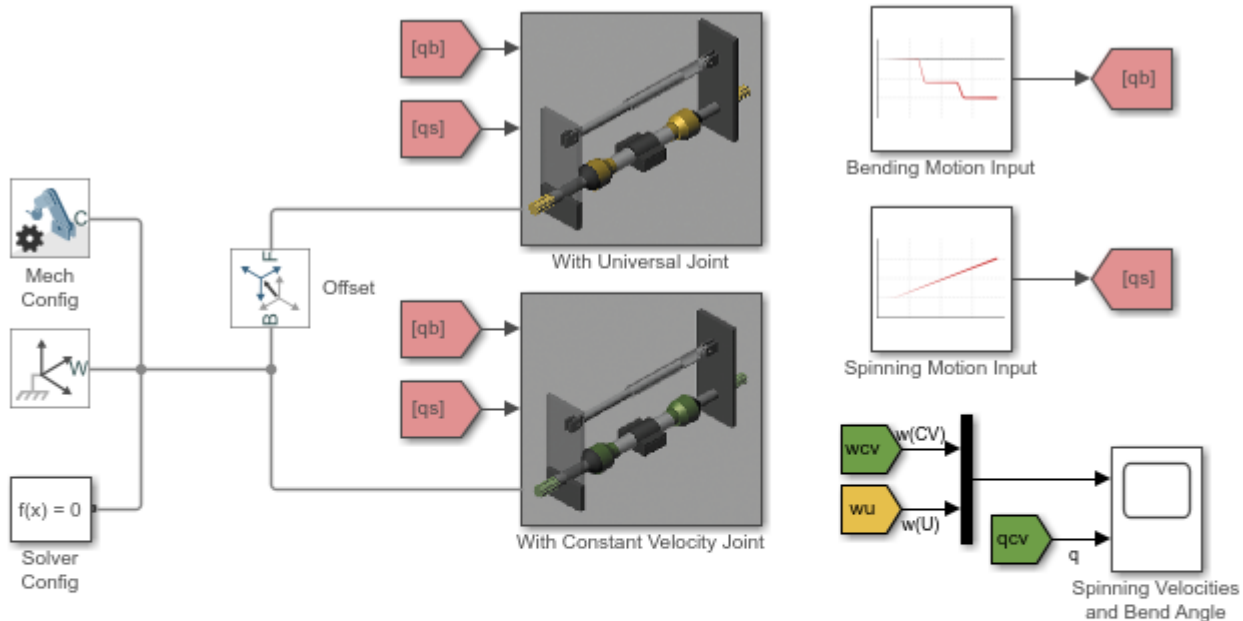 [qb]
[qs]
With Universal Joint
C
Mech
Config
W
f(x) = 0
Solver
Config
F
B
Offset
[qb]
[qs]
With Constant Velocity Joint
[qb]
Bending Motion Input
[qs]
Spinning Motion Input
wcv
w(CV)
wu
w(U)
qcv
q
Spinning Velocities
and Bend Angle